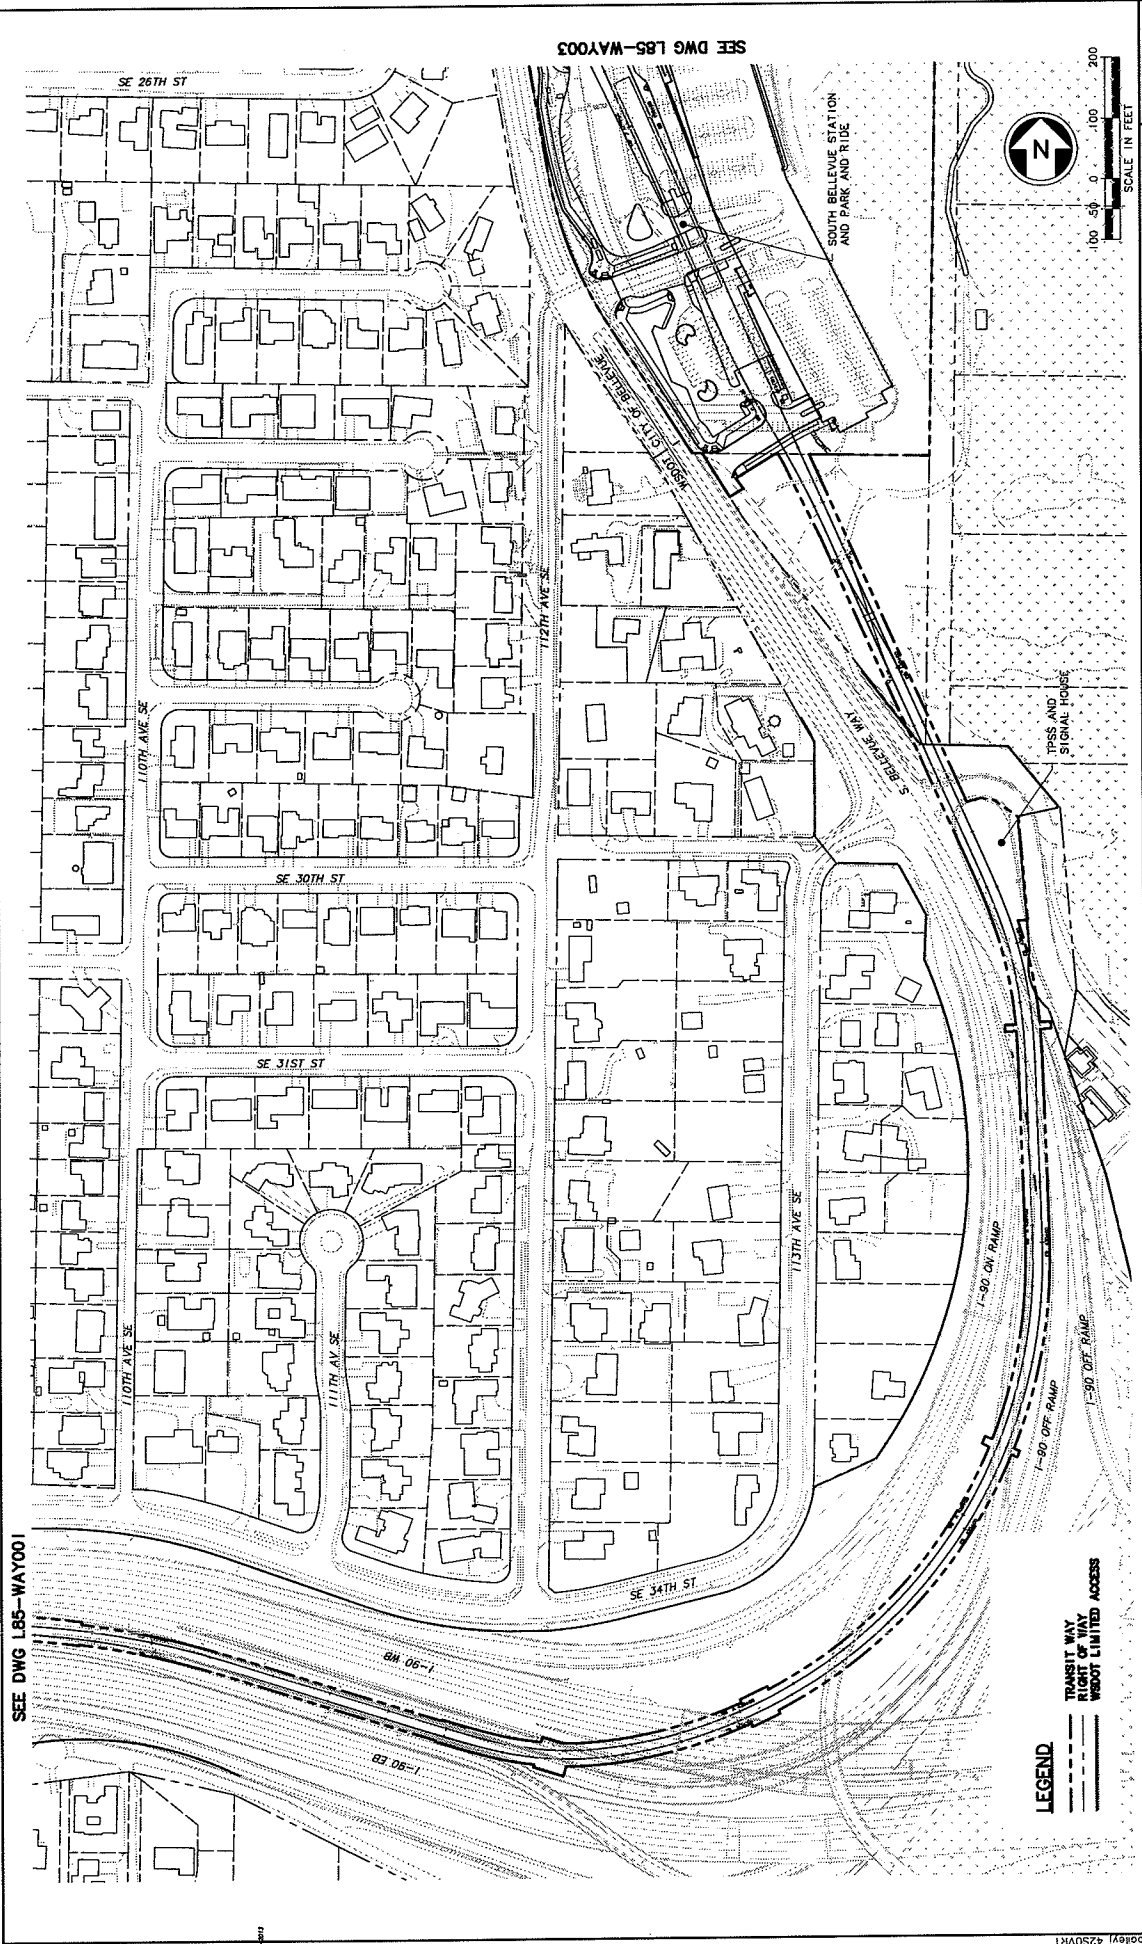 SEE DWG L85-WAY003
SE 26TH ST
SOUTH BELLEVUE STATION
AND PARK AND RIDE
N
100 50 0 100 200
SCALE IN FEET
WSDOT CITY OF BELLEVUE
112TH AVE SE
110TH AVE SE
S. BELLEVUE WAY
TPSS AND
SIGNAL HOUSE
SE 30TH ST
SE 31ST ST
113TH AVE SE
I-90 ON RAMP
110TH AVE SE
111TH AV SE
I-90 OFF RAMP
I-90 OFF RAMP
SEE DWG L85-WAY001
SE 34TH ST
I-90 WB
I-90 EB
LEGEND
TRANSIT WAY
RIGHT OF WAY
WSDOT LIMITED ACCESS